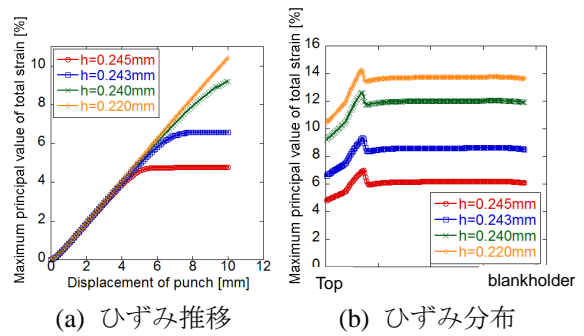 Maximum principal value of total strain [%]
10
8
6
4
2
0
h=0.245mm
h=0.243mm
h=0.240mm
h=0.220mm
0 2 4 6 8 10 12
Displacement of punch [mm]
(a) ひずみ推移
Maximum principal value of total strain [%]
16
14
12
10
8
6
4
2
0
h=0.245mm
h=0.243mm
h=0.240mm
h=0.220mm
Top blankholder
(b) ひずみ分布